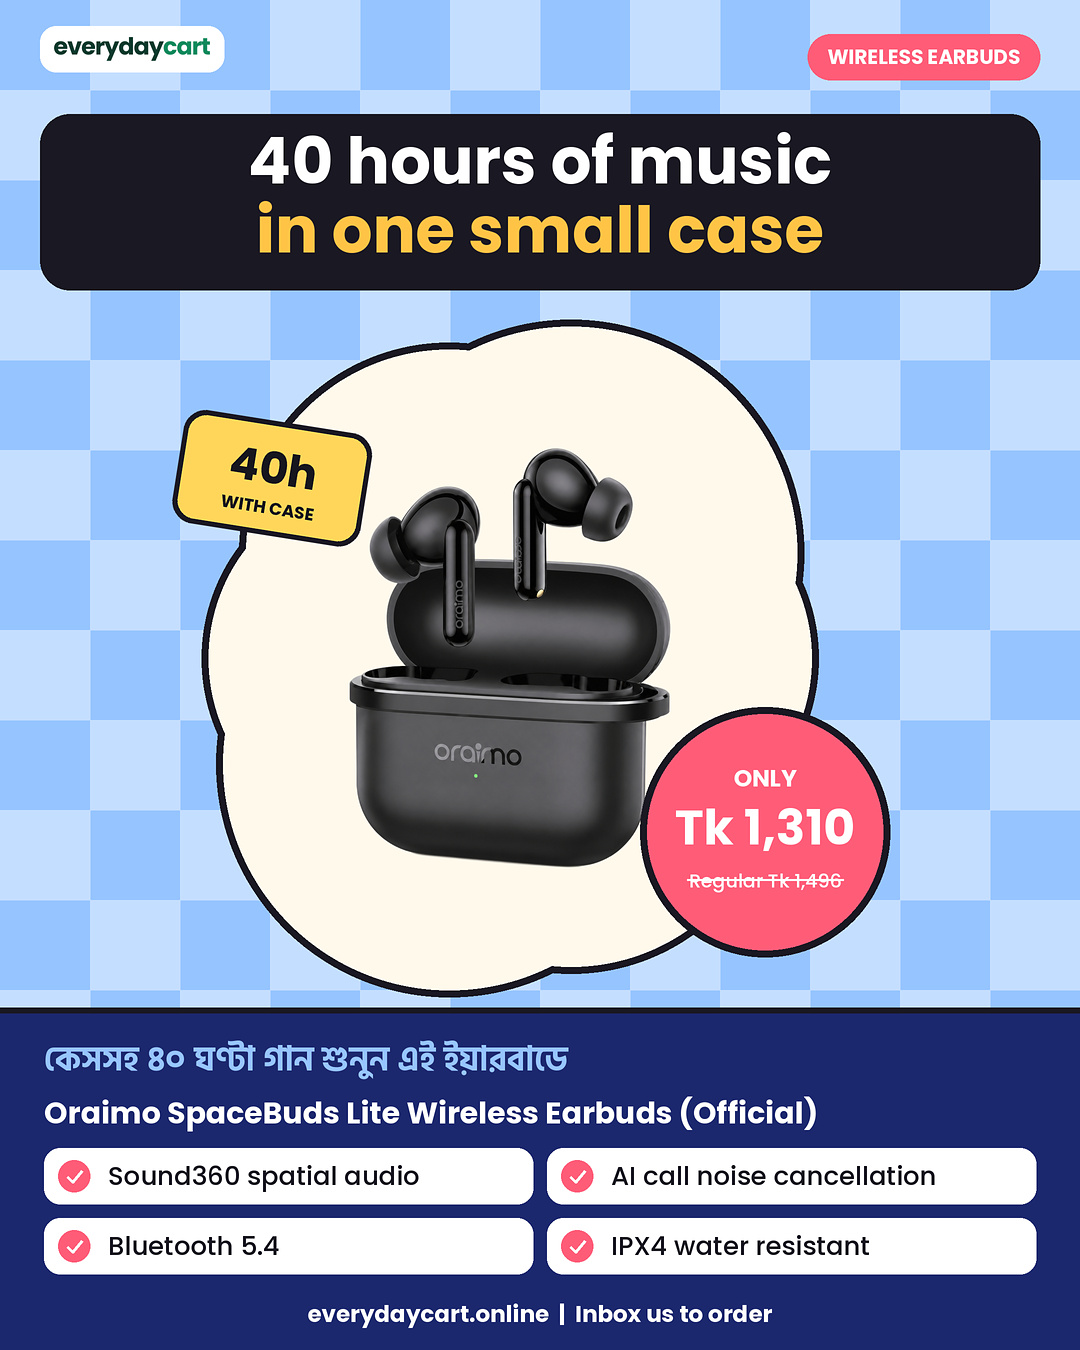 everydaycart
WIRELESS EARBUDS
40 hours of music
in one small case
40h
WITH CASE
oraimo
oraimo
oraimo
ONLY
Tk 1,310
Regular Tk 1,496
কেসসহ ৪০ ঘণ্টা গান শুনুন এই ইয়ারবাডে
Oraimo SpaceBuds Lite Wireless Earbuds (Official)
Sound360 spatial audio
AI call noise cancellation
Bluetooth 5.4
IPX4 water resistant
everydaycart.online | Inbox us to order